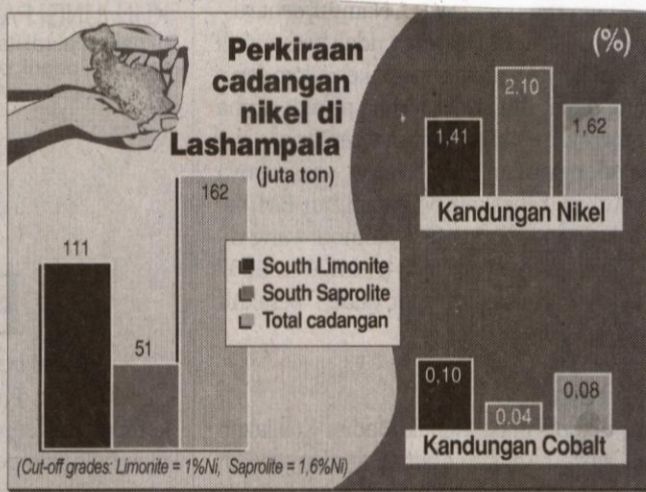 Perkiraan
cadangan
nikel di
Lashampala
(juta ton)
111
51
162
South Limonite
South Saprolite
Total cadangan
(Cut-off grades: Limonite = 1%Ni, Saprolite = 1,6%Ni)
(%)
1,41
2.10
1,62
Kandungan Nikel
0,10
0,04
0,08
Kandungan Cobalt